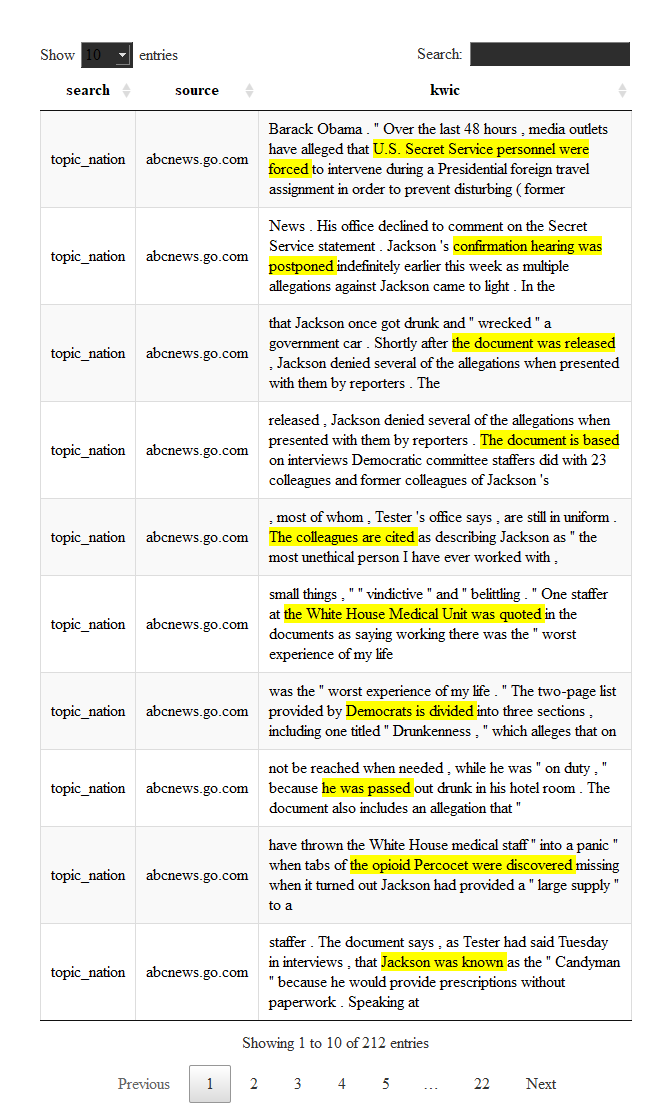 Show 10 entries
Search:
search source kwic
Barack Obama . " Over the last 48 hours , media outlets
have alleged that U.S. Secret Service personnel were
topic_nation abcnews.go.com
forced to intervene during a Presidential foreign travel
assignment in order to prevent disturbing ( former
News . His office declined to comment on the Secret
Service statement . Jackson 's confirmation hearing was
topic_nation abcnews.go.com
postponed indefinitely earlier this week as multiple
allegations against Jackson came to light . In the
that Jackson once got drunk and " wrecked " a
government car . Shortly after the document was released
topic_nation abcnews.go.com
, Jackson denied several of the allegations when presented
with them by reporters . The
released , Jackson denied several of the allegations when
presented with them by reporters . The document is based
topic_nation abcnews.go.com
on interviews Democratic committee staffers did with 23
colleagues and former colleagues of Jackson 's
, most of whom , Tester 's office says , are still in uniform .
topic_nation abcnews.go.com The colleagues are cited as describing Jackson as " the
most unethical person I have ever worked with ,
small things , " " vindictive " and " belittling . " One staffer
at the White House Medical Unit was quoted in the
topic_nation abcnews.go.com
documents as saying working there was the " worst
experience of my life
was the " worst experience of my life . " The two-page list
topic_nation abcnews.go.com provided by Democrats is divided into three sections ,
including one titled " Drunkenness , " which alleges that on
not be reached when needed , while he was " on duty , "
topic_nation abcnews.go.com because he was passed out drunk in his hotel room . The
document also includes an allegation that "
have thrown the White House medical staff " into a panic "
when tabs of the opioid Percocet were discovered missing
topic_nation abcnews.go.com
when it turned out Jackson had provided a " large supply "
to a
staffer . The document says , as Tester had said Tuesday
in interviews , that Jackson was known as the " Candyman
topic_nation abcnews.go.com
" because he would provide prescriptions without
paperwork . Speaking at
Showing 1 to 10 of 212 entries
Previous 1 2 3 4 5 … 22 Next